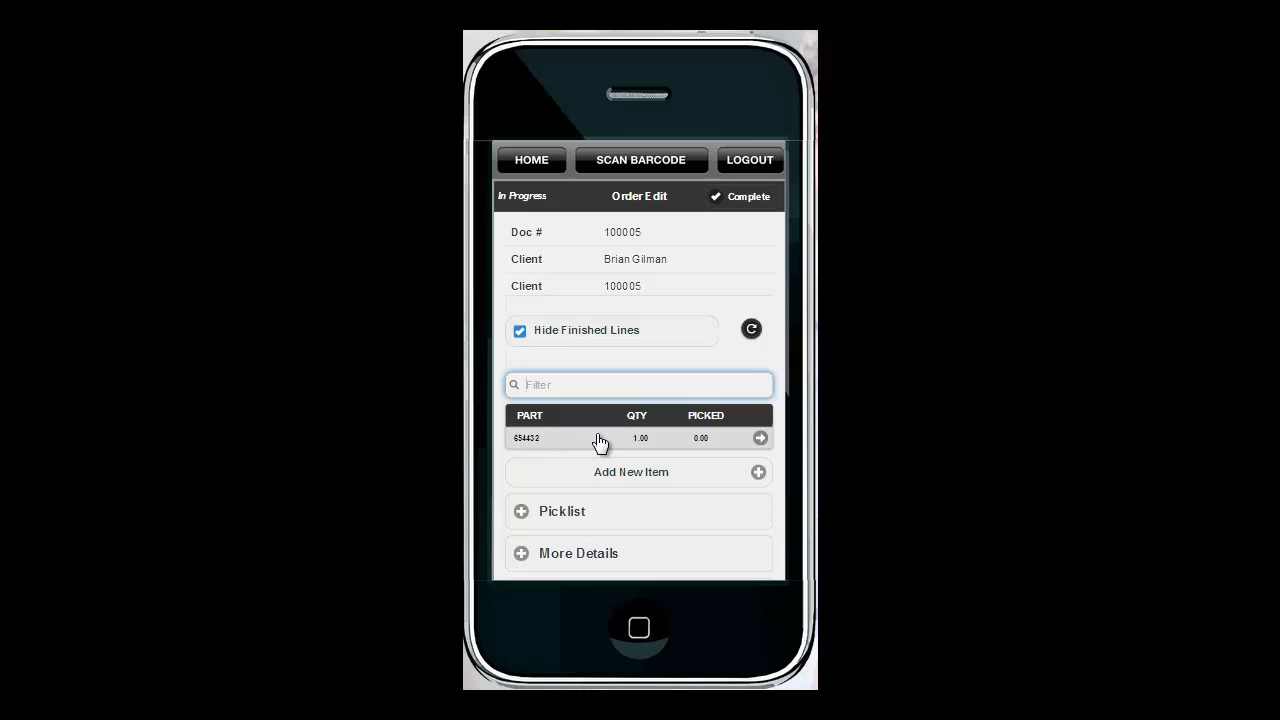 HOME SCAN BARCODE LOGOUT
In Progress Order Edit Complete
Doc # 100005
Client Brian Gilman
Client 100005
Hide Finished Lines
Filter
PART QTY PICKED
654432 1.00 0.00
Add New Item
Picklist
More Details